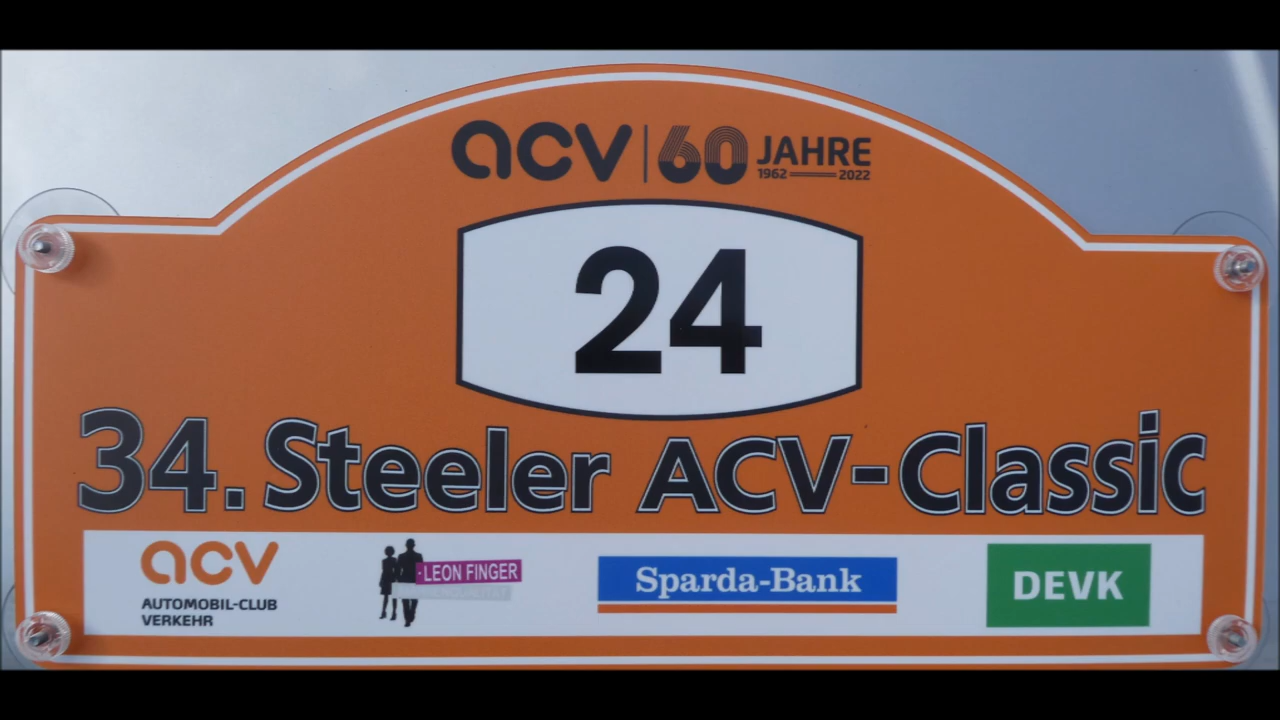 acv | 60 JAHRE
1962 2022
24
34. Steeler ACV-Classic
acv
AUTOMOBIL-CLUB
VERKEHR
LEON FINGER
Sparda-Bank
DEVK